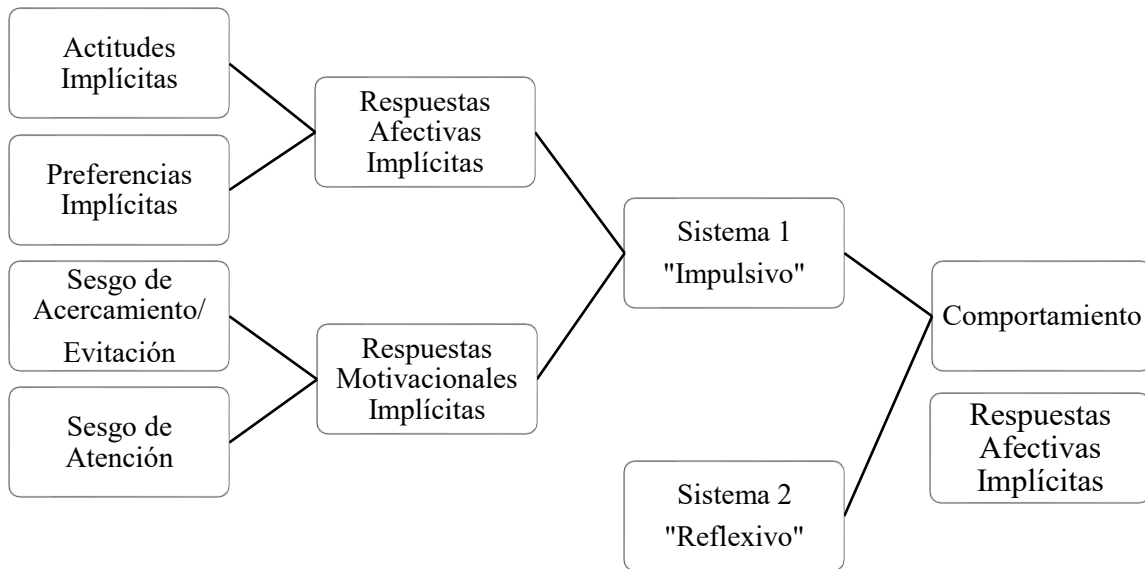 Actitudes
Implícitas
Preferencias
Implícitas
Sesgo de
Acercamiento/
Evitación
Sesgo de
Atención
Respuestas
Afectivas
Implícitas
Respuestas
Motivacionales
Implícitas
Sistema 1
"Impulsivo"
Sistema 2
"Reflexivo"
Comportamiento
Respuestas
Afectivas
Implícitas